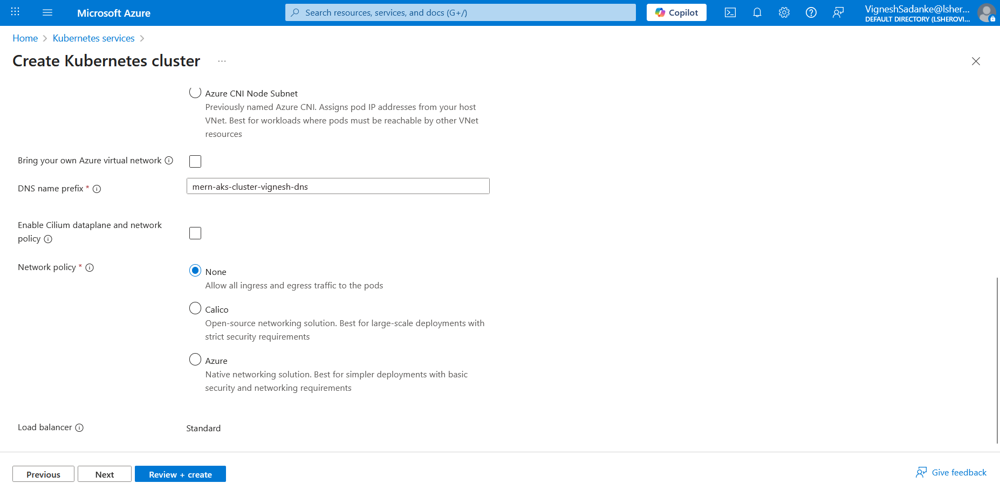 Microsoft Azure
Search resources, services, and docs (G+/)
Copilot
VigneshSadanke@lsher...
DEFAULT DIRECTORY (LSHEROVI...
Home
Kubernetes services
Create Kubernetes cluster
...
Azure CNI Node Subnet
Previously named Azure CNI. Assigns pod IP addresses from your host
VNet. Best for workloads where pods must be reachable by other VNet
resources
Bring your own Azure virtual network
DNS name prefix *
mern-aks-cluster-vignesh-dns
Enable Cilium dataplane and network
policy
Network policy *
None
Allow all ingress and egress traffic to the pods
Calico
Open-source networking solution. Best for large-scale deployments with
strict security requirements
Azure
Native networking solution. Best for simpler deployments with basic
security and networking requirements
Load balancer
Standard
Previous
Next
Review + create
Give feedback